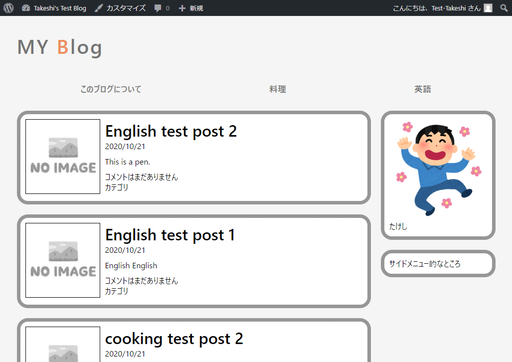 Takeshi's Test Blog カスタマイズ 0 新規 こんにちは、Test-Takeshi さん
MY Blog
このブログについて 料理 英語
NO IMAGE
English test post 2
2020/10/21
This is a pen.
コメントはまだありません
カテゴリ
NO IMAGE
English test post 1
2020/10/21
English English
コメントはまだありません
カテゴリ
cooking test post 2
2020/10/21
たけし
サイドメニュー的なところ